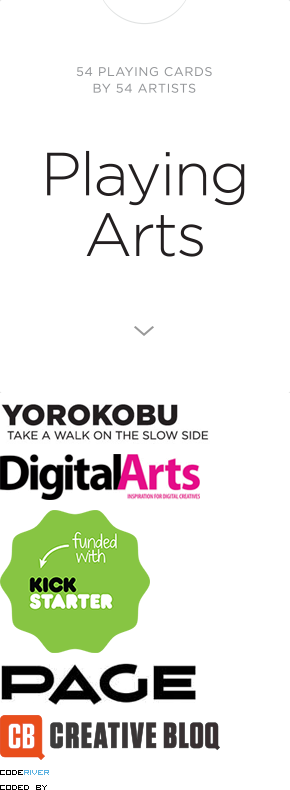 54 PLAYING CARDS
BY 54 ARTISTS
Playing
Arts
YOROKOBU
TAKE A WALK ON THE SLOW SIDE
DigitalArts
INSPIRATION FOR DIGITAL CREATIVES
funded
with
KICK
STARTER
PAGE
CB CREATIVE BLOQ
CODERIVER
CODED BY